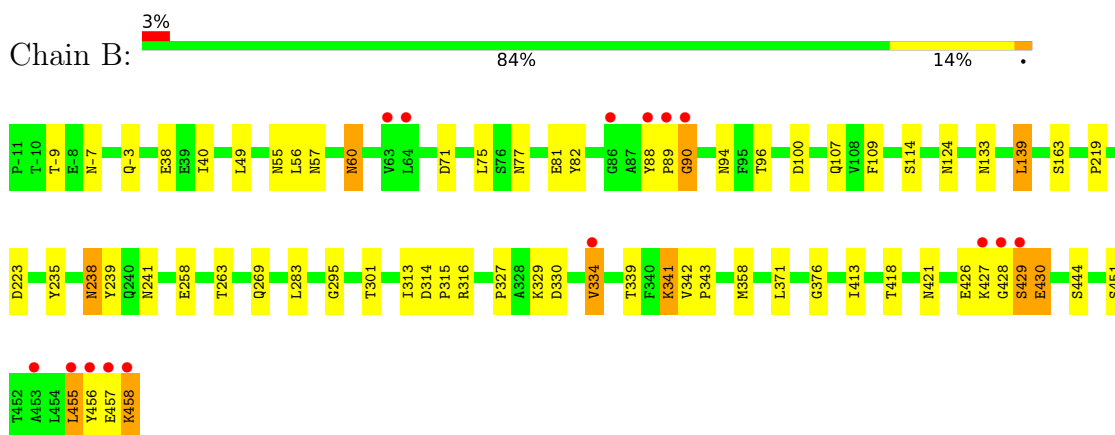 3%
Chain B:
84% 14% •
P-11 T-10 T-9 E-8 N-7 Q-3 E38 E39 I40 L49 N55 L56 N57 N60 V63 L64 D71 L75 S76 N77 E81 Y82 G86 A87 Y88 P89 G90 N94 F95 T96 D100 Q107 V108 F109 S114 N124 N133 L139 S163 P219
D223 Y235 N238 Y239 Q240 N241 E258 T263 Q269 L283 G295 T301 I313 D314 P315 R316 P327 A328 K329 D330 V334 T339 F340 K341 V342 P343 M358 L371 G376 I413 T418 N421 E426 K427 G428 S429 E430 S444 S451
T452 A453 L454 L455 Y456 E457 K458